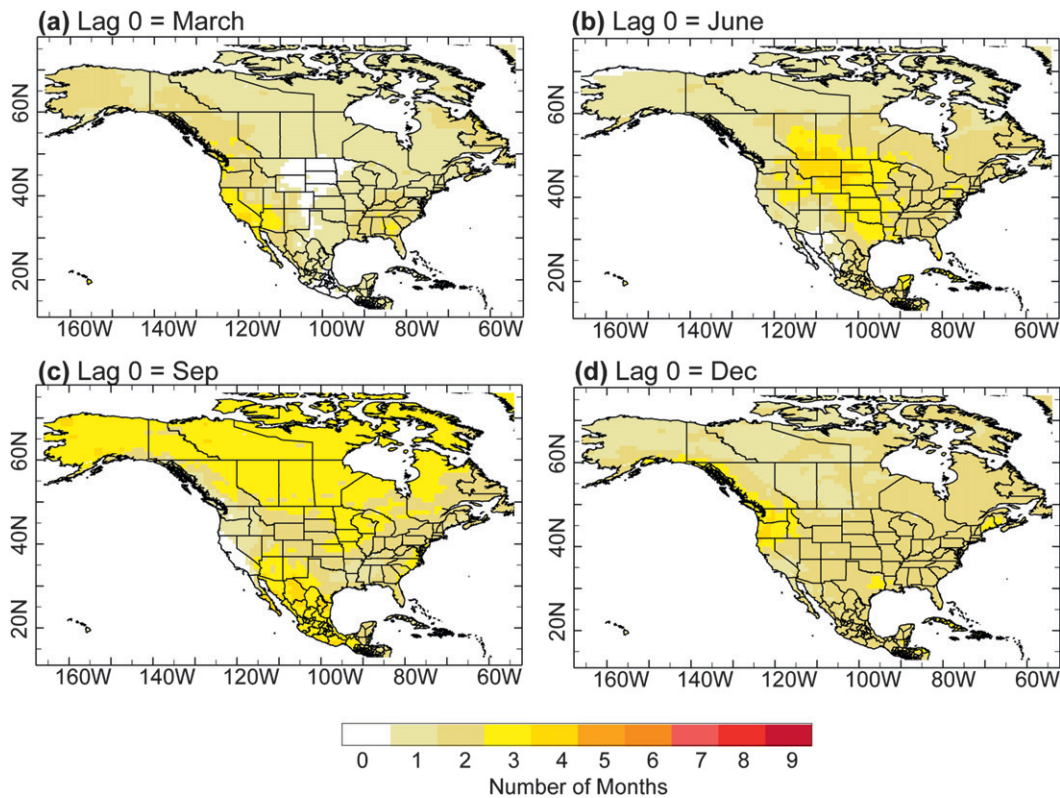 (a) Lag 0 = March
(b) Lag 0 = June
60N
40N
20N
160W 140W 120W 100W 80W 60W
60N
40N
20N
160W 140W 120W 100W 80W 60W
(c) Lag 0 = Sep
(d) Lag 0 = Dec
60N
40N
20N
160W 140W 120W 100W 80W 60W
60N
40N
20N
160W 140W 120W 100W 80W 60W
0 1 2 3 4 5 6 7 8 9
Number of Months